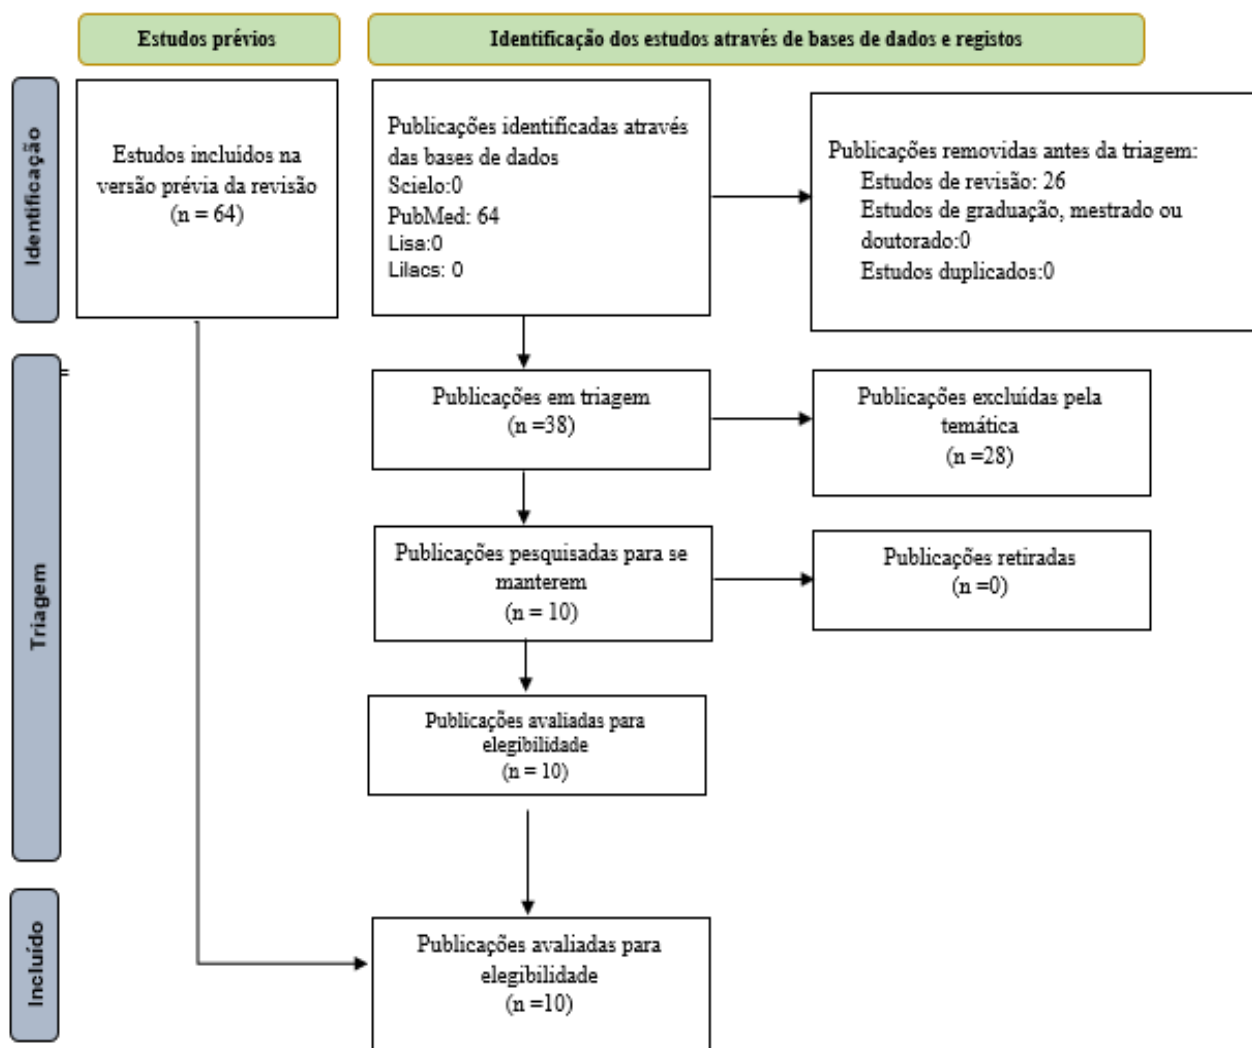 Estudos prévios
Identificação dos estudos através de bases de dados e registos
Identificação
Estudos incluídos na
versão prévia da revisão
(n = 64)
Publicações identificadas através
das bases de dados
Scielo:0
PubMed: 64
Lisa:0
Lilacs: 0
Publicações removidas antes da triagem:
Estudos de revisão: 26
Estudos de graduação, mestrado ou
doutorado:0
Estudos duplicados:0
Triagem
=
Publicações em triagem
(n =38)
Publicações excluídas pela
temática
(n =28)
Publicações pesquisadas para se
manterem
(n = 10)
Publicações retiradas
(n =0)
Publicações avaliadas para
elegibilidade
(n = 10)
Incluído
Publicações avaliadas para
elegibilidade
(n =10)